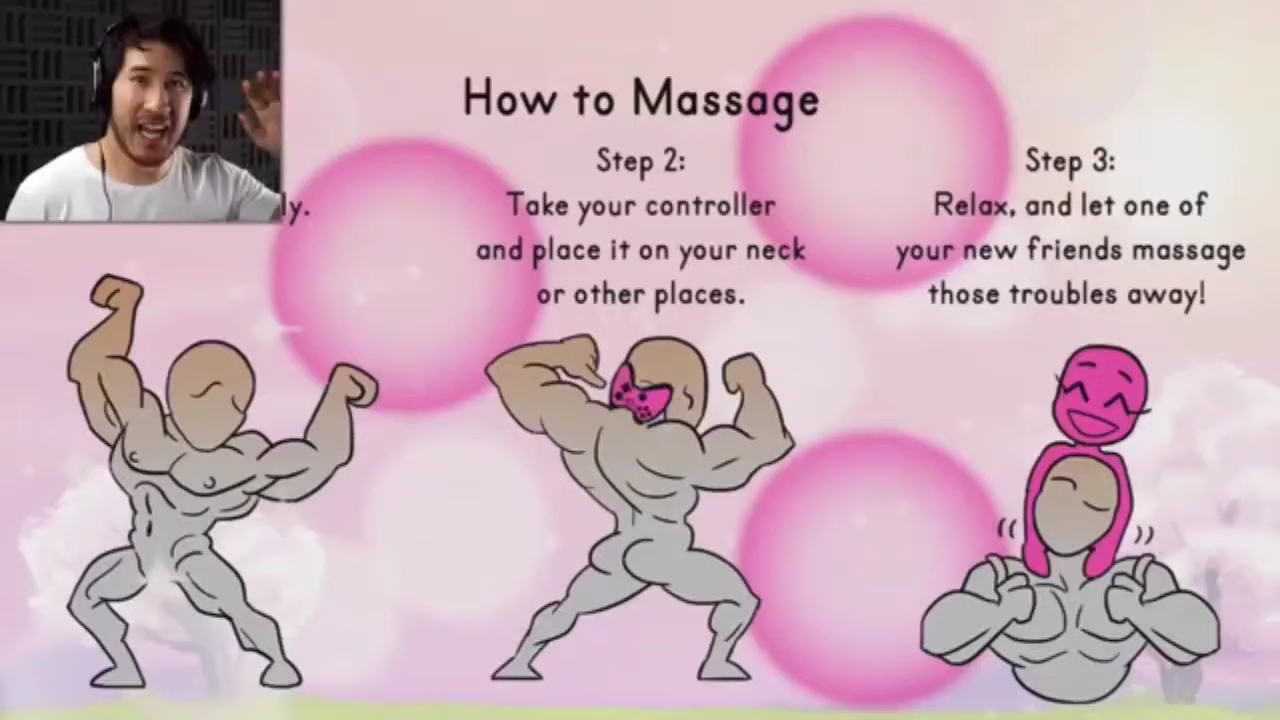 How to Massage
ly.
Step 2:
Take your controller
and place it on your neck
or other places.
Step 3:
Relax, and let one of
your new friends massage
those troubles away!